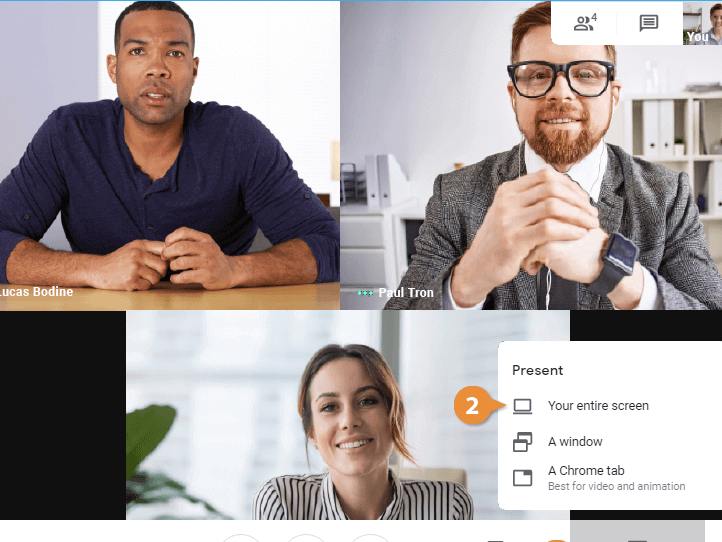 4
You
Lucas Bodine
Paul Tron
Present
2
Your entire screen
A window
A Chrome tab
Best for video and animation